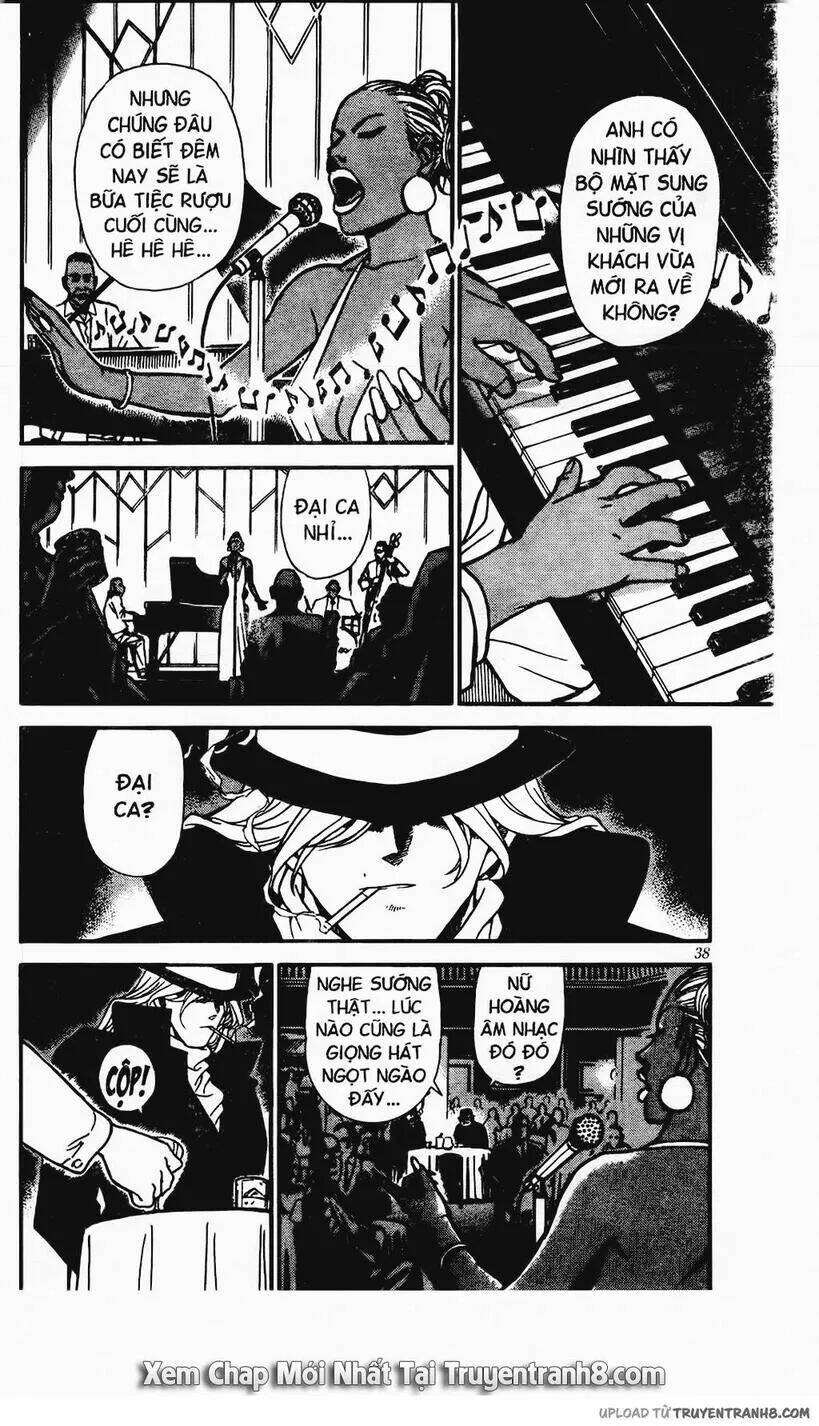 ANH CÓ
NHÌN THẤY
BỘ MẶT SUNG
SƯỚNG CỦA
NHỮNG VỊ
KHÁCH VỪA
MỚI RA VỀ
KHÔNG?
NHƯNG
CHÚNG ĐÂU
CÓ BIẾT ĐÊM
NAY SẼ LÀ
BỮA TIỆC RƯỢU
CUỐI CÙNG...
HÊ HÊ HÊ...
ĐẠI CA
NHỈ...
ĐẠI
CA?
38
NỮ
HOÀNG
ÂM NHẠC
ĐÓ ĐÓ
?
NGHE SƯỚNG
THẬT... LÚC
NÀO CŨNG LÀ
GIỌNG HÁT
NGỌT NGÀO
ĐẤY...
CỘP!
Xem Chap Mới Nhất Tại Truyentranh8.com
UPLOAD TỪ TRUYENTRANH8.COM